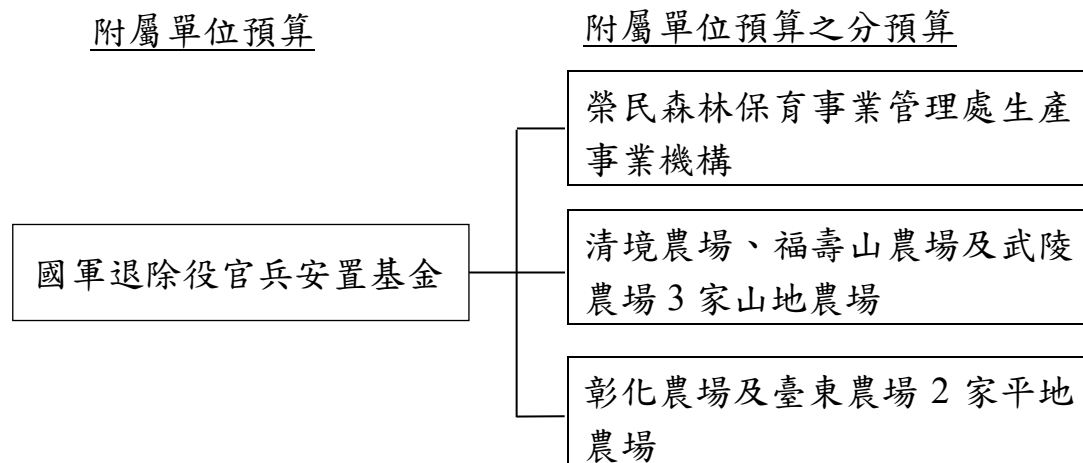 附屬單位預算
附屬單位預算之分預算
榮民森林保育事業管理處生產
事業機構
國軍退除役官兵安置基金
清境農場、福壽山農場及武陵
農場 3 家山地農場
彰化農場及臺東農場 2 家平地
農場